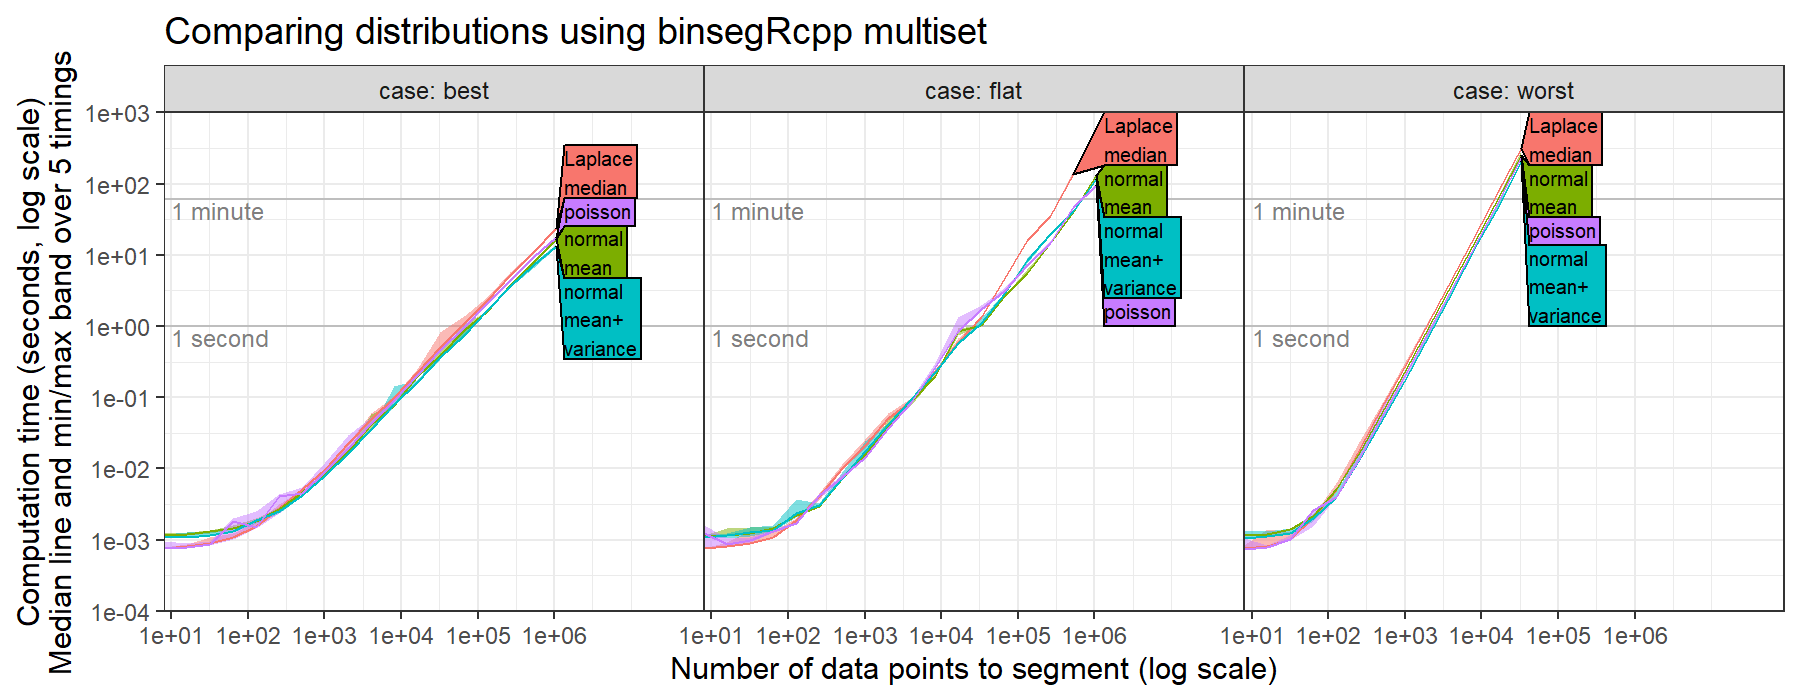 Comparing distributions using binsegRcpp multiset
Computation time (seconds, log scale)
Median line and min/max band over 5 timings
case: best
case: flat
case: worst
1e+03
1e+02
1e+01
1e+00
1e-01
1e-02
1e-03
1e-04
1 minute
1 second
Laplace
median
poisson
normal
mean
normal
mean+
variance
1 minute
1 second
Laplace
median
normal
mean
normal
mean+
variance
poisson
1 minute
1 second
Laplace
median
normal
mean
poisson
normal
mean+
variance
1e+01 1e+02 1e+03 1e+04 1e+05 1e+06
1e+01 1e+02 1e+03 1e+04 1e+05 1e+06
1e+01 1e+02 1e+03 1e+04 1e+05 1e+06
Number of data points to segment (log scale)